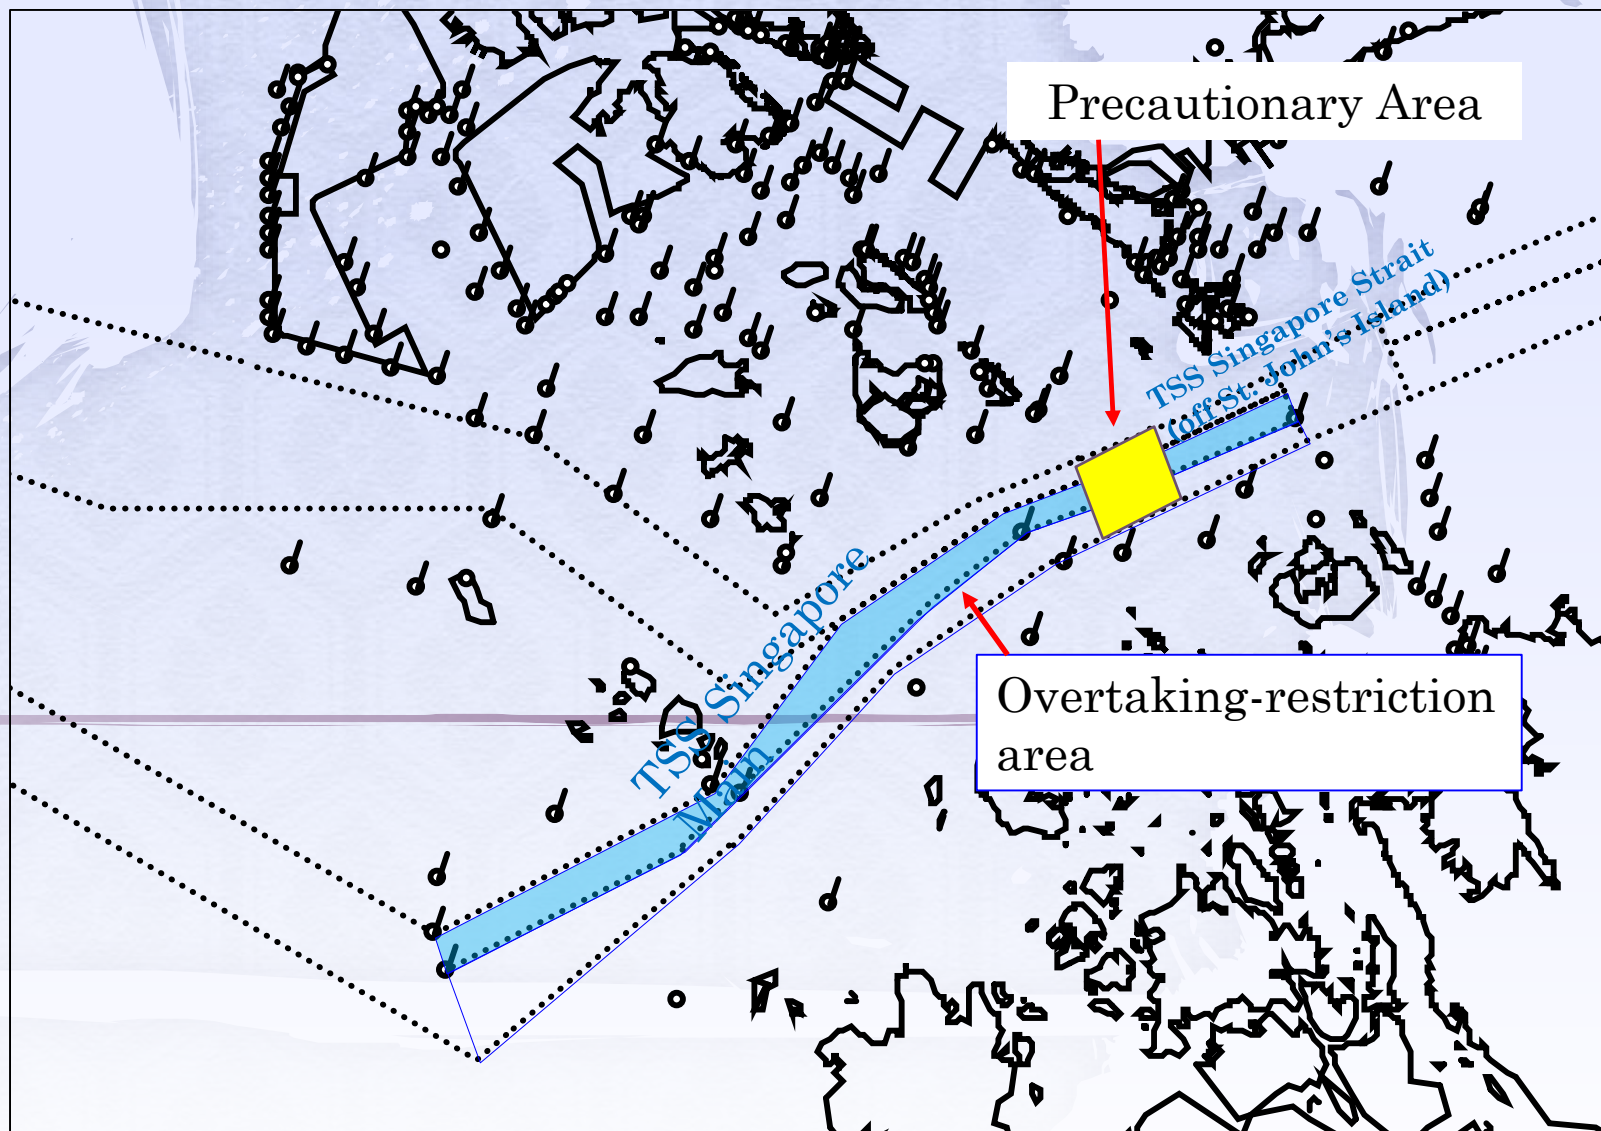 Precautionary Area
TSS Singapore Strait
(off St. John's Island)
TSS Singapore
Main
Overtaking-restriction
area